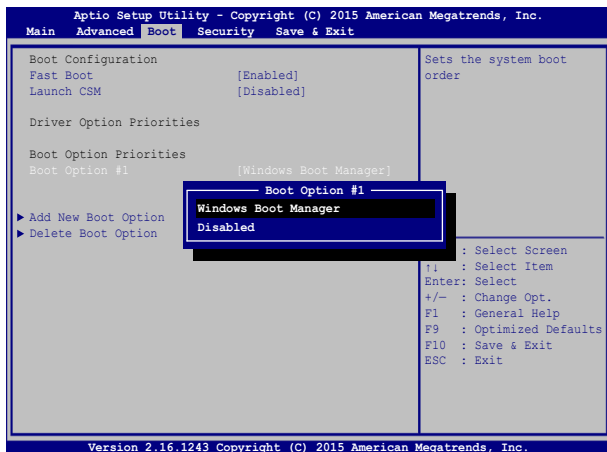 Aptio Setup Utility - Copyright (C) 2015 American Megatrends, Inc.
Main Advanced Boot Security Save & Exit
Boot Configuration
Fast Boot [Enabled]
Launch CSM [Disabled]
Driver Option Priorities
Boot Option Priorities
Boot Option #1 [Windows Boot Manager]
Add New Boot Option
Delete Boot Option
Boot Option #1
Windows Boot Manager
Disabled
Sets the system boot
order
: Select Screen
↑↓ : Select Item
Enter: Select
+/— : Change Opt.
F1 : General Help
F9 : Optimized Defaults
F10 : Save & Exit
ESC : Exit
Version 2.16.1243 Copyright (C) 2015 American Megatrends, Inc.